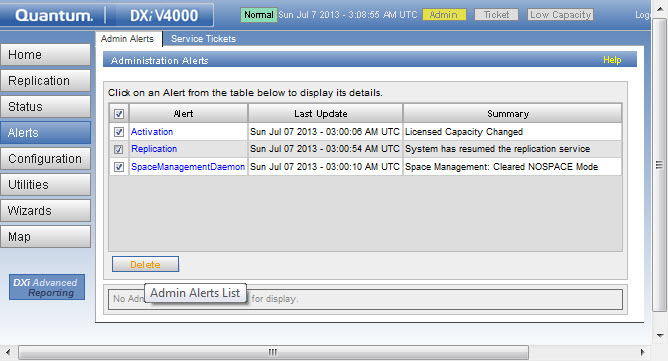 Quantum. DXi V4000 Normal Sun Jul 7 2013 - 3:08:55 AM UTC Admin Ticket Low Capacity
Admin Alerts Service Tickets
Home
Replication
Status
Alerts
Configuration
Utilities
Wizards
Map
DXi Advanced
Reporting
Administration Alerts Help
Click on an Alert from the table below to display its details.
Alert Last Update Summary
Activation Sun Jul 07 2013 - 03:00:06 AM UTC Licensed Capacity Changed
Replication Sun Jul 07 2013 - 03:00:54 AM UTC System has resumed the replication service
SpaceManagementDaemon Sun Jul 07 2013 - 03:00:10 AM UTC Space Management: Cleared NOSPACE Mode
Delete
Admin Alerts List
No Adm for display.